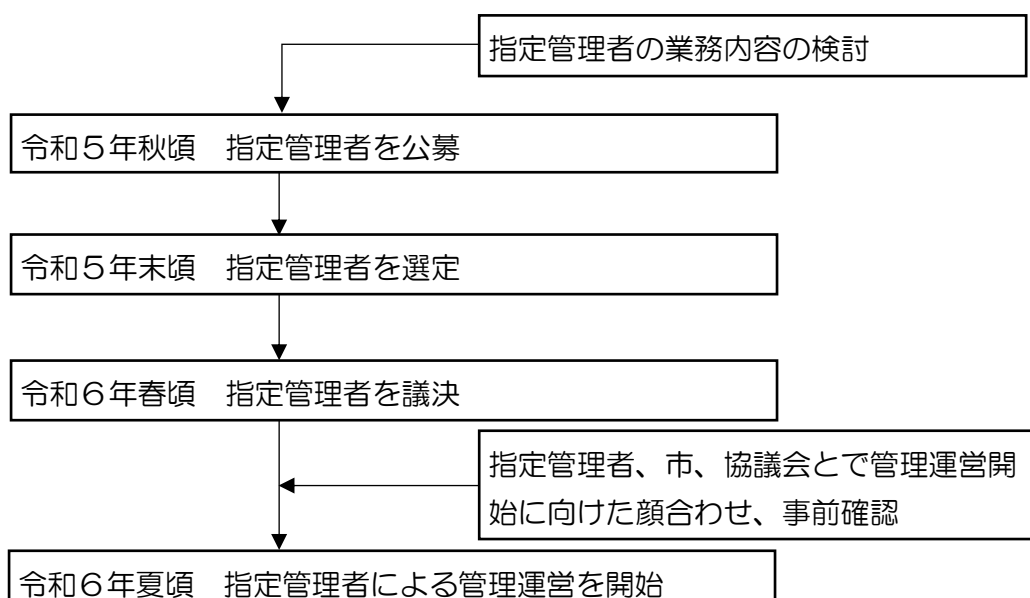 指定管理者の業務内容の検討
令和５年秋頃　指定管理者を公募
令和５年末頃　指定管理者を選定
令和６年春頃　指定管理者を議決
指定管理者、市、協議会とで管理運営開
始に向けた顔合わせ、事前確認
令和６年夏頃　指定管理者による管理運営を開始